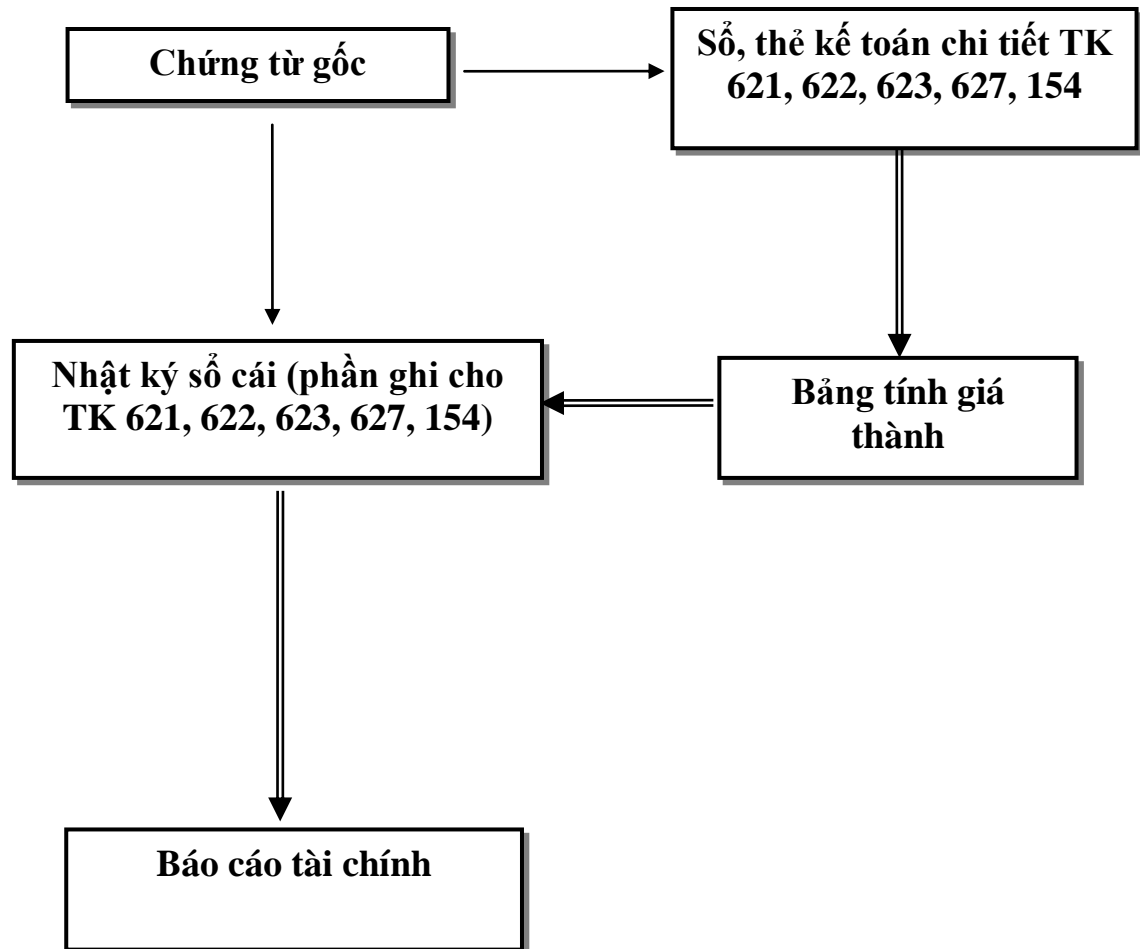 Chứng từ gốc
Sổ, thẻ kế toán chi tiết TK
621, 622, 623, 627, 154
Nhật ký sổ cái (phần ghi cho
TK 621, 622, 623, 627, 154)
Bảng tính giá
thành
Báo cáo tài chính